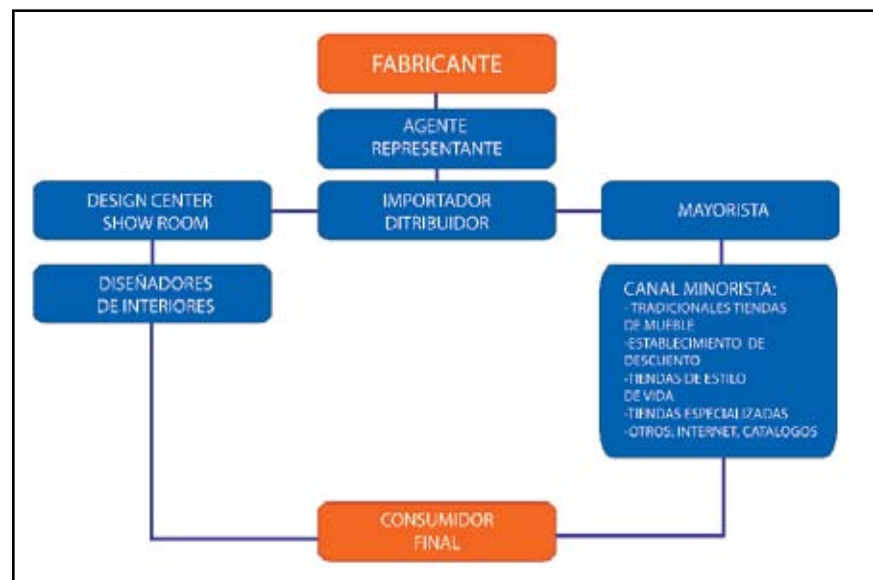 FABRICANTE
AGENTE
REPRESENTANTE
DESIGN CENTER
SHOW ROOM
IMPORTADOR
DITRIBUIDOR
MAYORISTA
DISEÑADORES
DE INTERIORES
CANAL MINORISTA:
- TRADICIONALES TIENDAS
DE MUEBLE
-ESTABLECIMIENTO DE
DESCUENTO
-TIENDAS DE ESTILO
DE VIDA
-TIENDAS ESPECIALIZADAS
-OTROS: INTERNET, CATALOGOS
CONSUMIDOR
FINAL